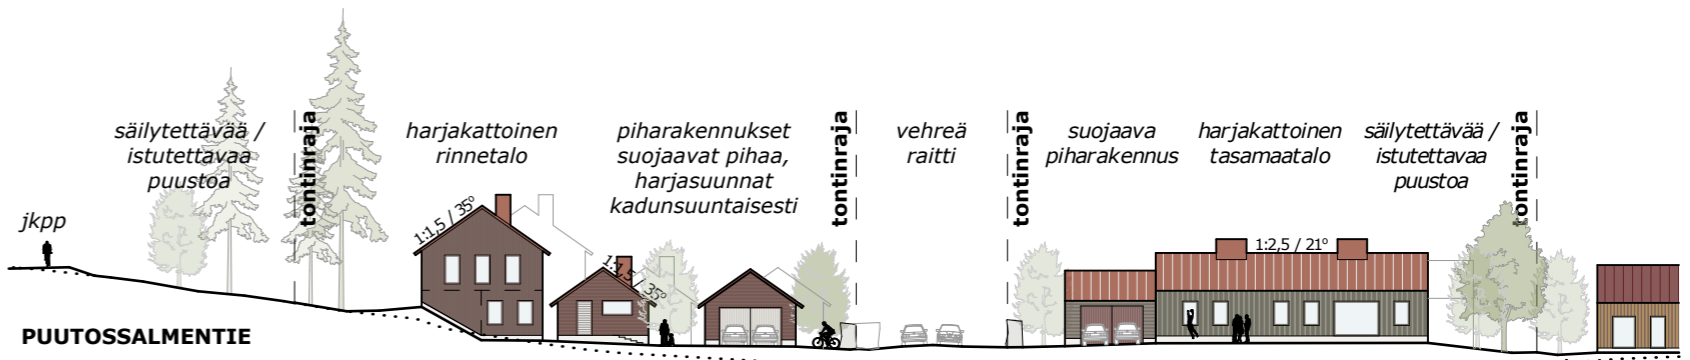 säilytettävää /
istutettavaa
puustoa
tontinraja
harjakattoinen
rinnetalo
piharakennukset
suojaavat pihaa,
harjasuunnat
kadunsuuntaisesti
tontinraja
vehreä
raitti
tontinraja
suojaava
piharakennus
harjakattoinen
tasamaatalo
säilytettävää /
istutettavaa
puustoa
tontinraja
jkpp
1:1,5 / 35°
1:1,5 / 35°
1:2,5 / 21°
PUUTOSSALMENTIE